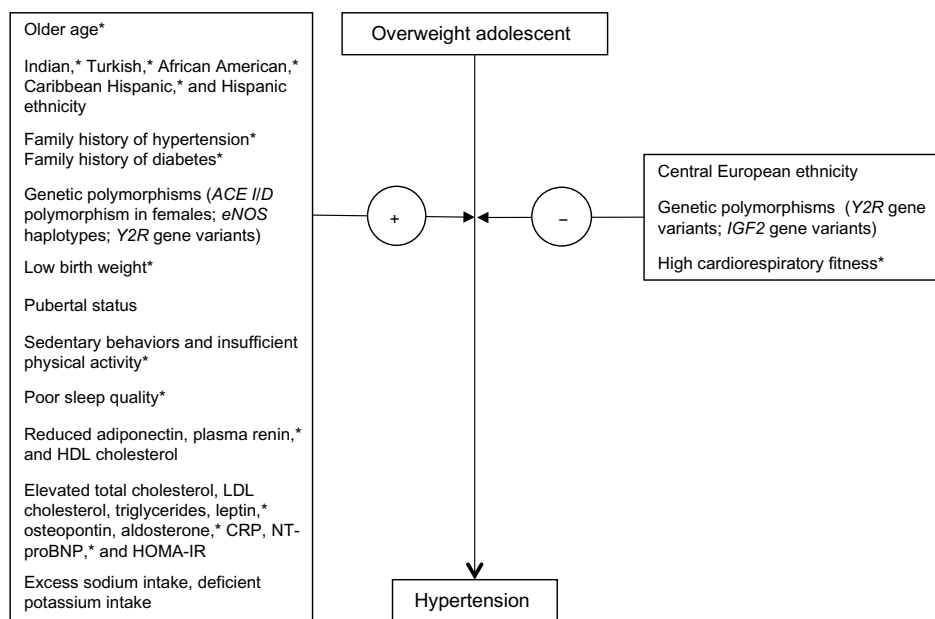 Older age*
Indian,* Turkish,* African American,*
Caribbean Hispanic,* and Hispanic
ethnicity
Family history of hypertension*
Family history of diabetes*
Genetic polymorphisms (ACE I/D
polymorphism in females; eNOS
haplotypes; Y2R gene variants)
Low birth weight*
Pubertal status
Sedentary behaviors and insufficient
physical activity*
Poor sleep quality*
Reduced adiponectin, plasma renin,*
and HDL cholesterol
Elevated total cholesterol, LDL
cholesterol, triglycerides, leptin,*
osteopontin, aldosterone,* CRP, NT-
proBNP,* and HOMA-IR
Excess sodium intake, deficient
potassium intake
+
Overweight adolescent
−
Central European ethnicity
Genetic polymorphisms (Y2R gene
variants; IGF2 gene variants)
High cardiorespiratory fitness*
Hypertension